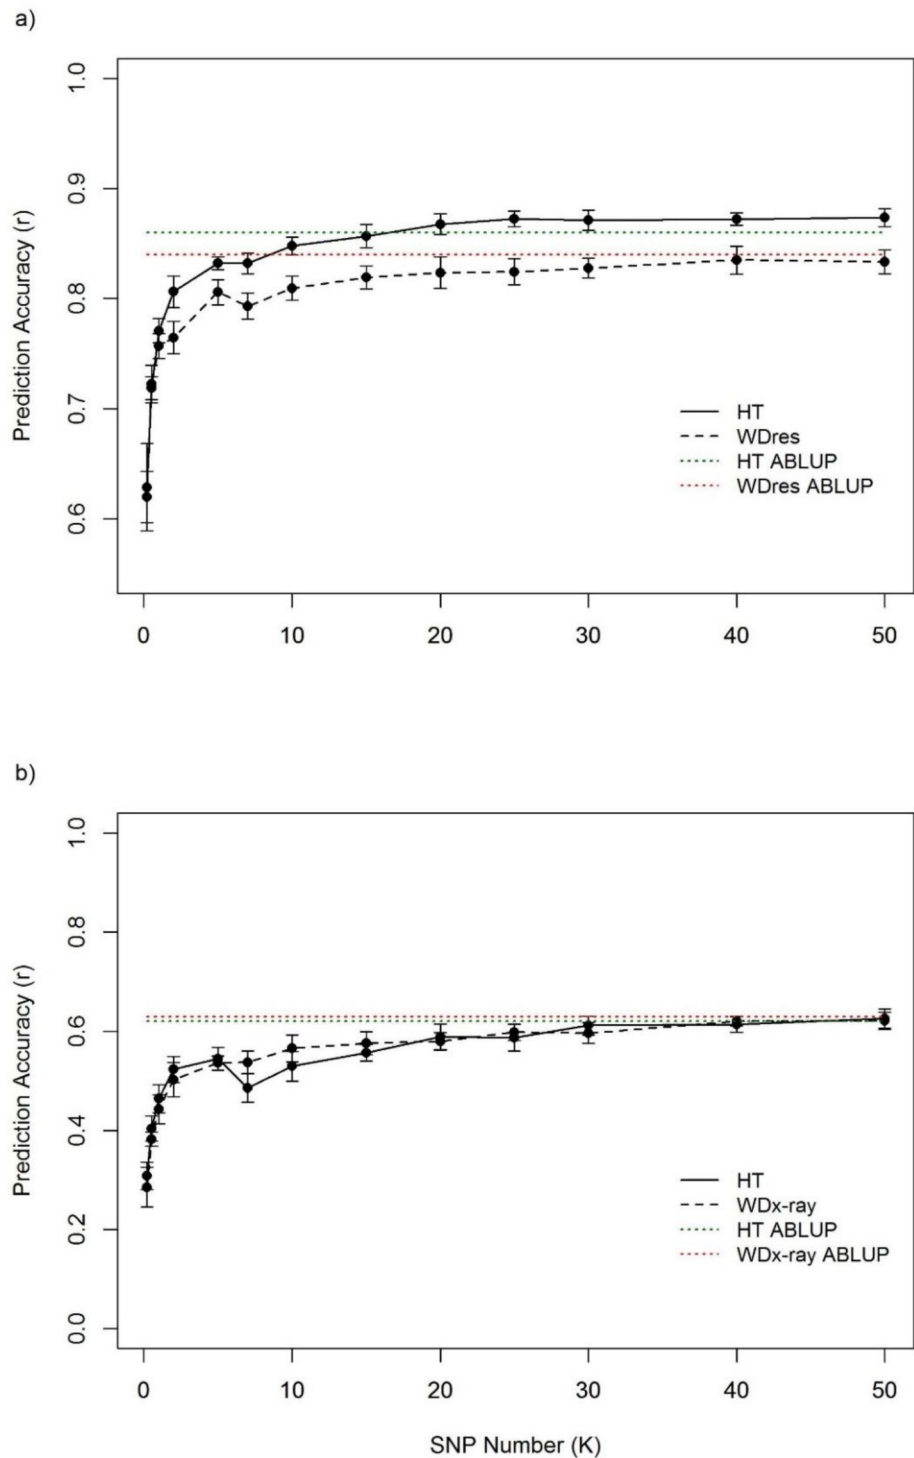 a)
1.0
0.9
0.8
0.7
0.6
Prediction Accuracy (r)
HT
WDres
HT ABLUP
WDres ABLUP
0 10 20 30 40 50
b)
1.0
0.8
0.6
0.4
0.2
0.0
Prediction Accuracy (r)
HT
WDx-ray
HT ABLUP
WDx-ray ABLUP
0 10 20 30 40 50
SNP Number (K)